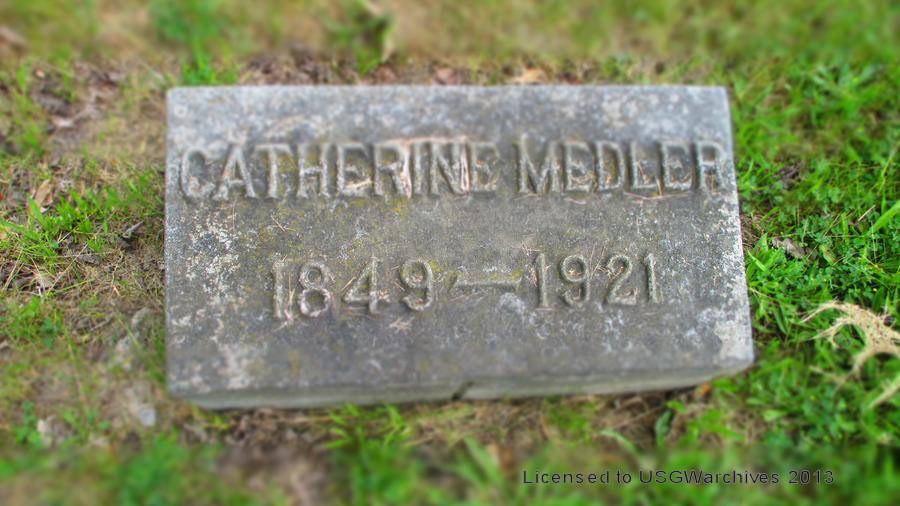 CATHERINE MEDLER
1849—1921
Licensed to USGWarchives 2013